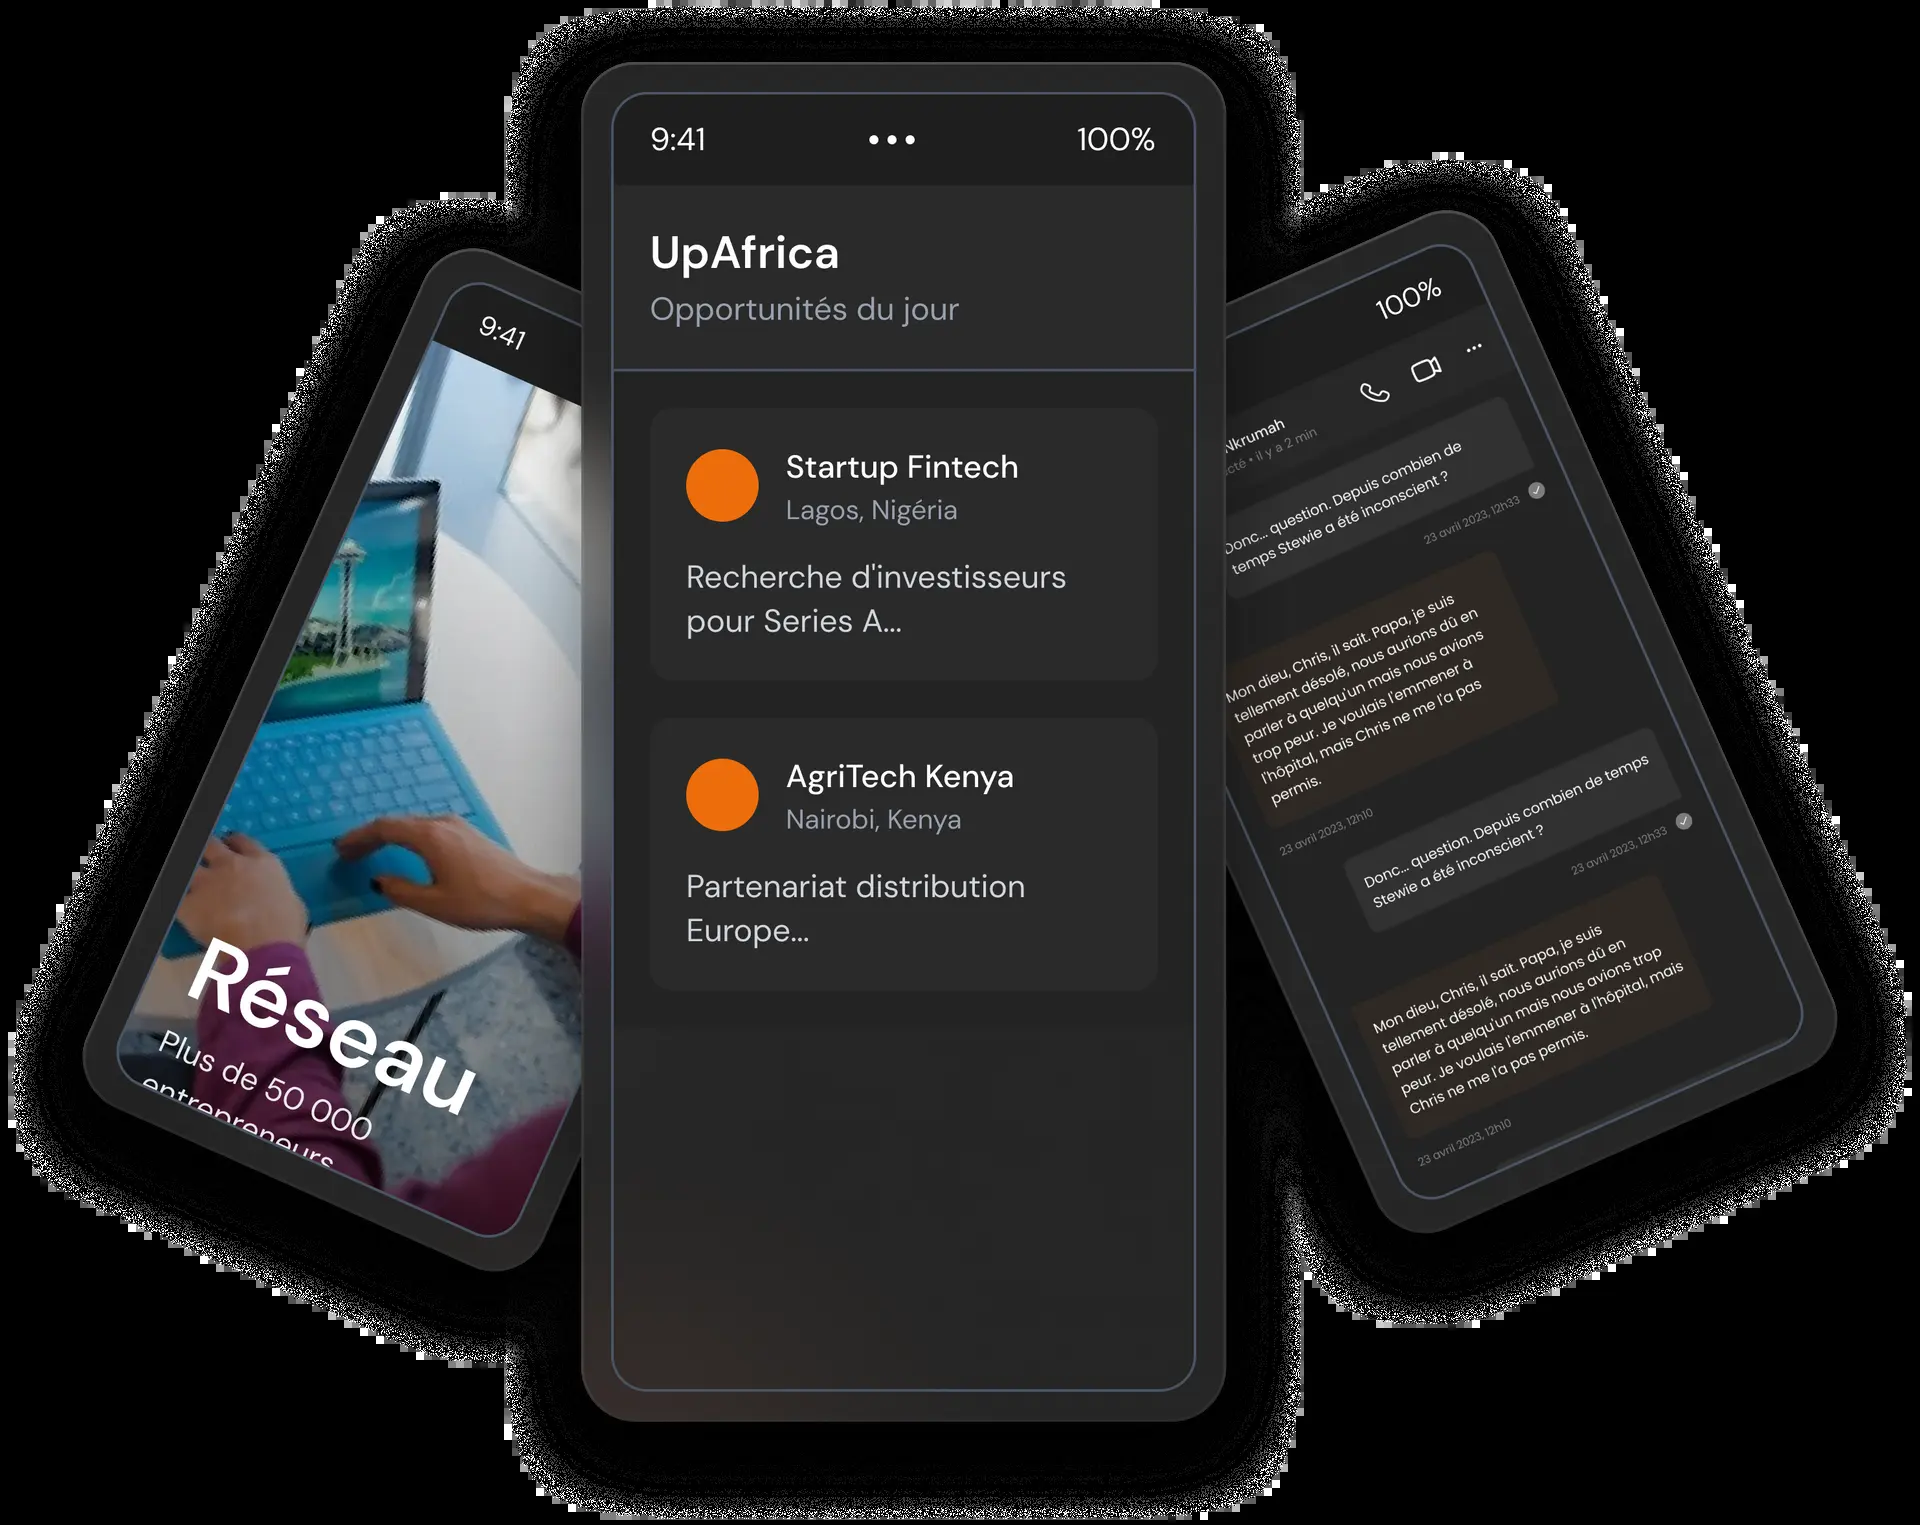 9:41
Réseau
Plus de 50 000
entrepreneurs
9:41
100%
UpAfrica
Opportunités du jour
Startup Fintech
Lagos, Nigéria
Recherche d'investisseurs
pour Series A...
AgriTech Kenya
Nairobi, Kenya
Partenariat distribution
Europe...
100%
Nkrumah
• il y a 2 min
Donc... question. Depuis combien de
temps Stewie a été inconscient ?
23 avril 2023, 12h33
Mon dieu, Chris, il sait. Papa, je suis
tellement désolé, nous aurions dû en
parler à quelqu'un mais nous avions
trop peur. Je voulais l'emmener à
l'hôpital, mais Chris ne me l'a pas
permis.
23 avril 2023, 12h10
Donc... question. Depuis combien de temps
Stewie a été inconscient ?
23 avril 2023, 12h33
Mon dieu, Chris, il sait. Papa, je suis
tellement désolé, nous aurions dû en
parler à quelqu'un mais nous avions trop
peur. Je voulais l'emmener à l'hôpital, mais
Chris ne me l'a pas permis.
23 avril 2023, 12h10